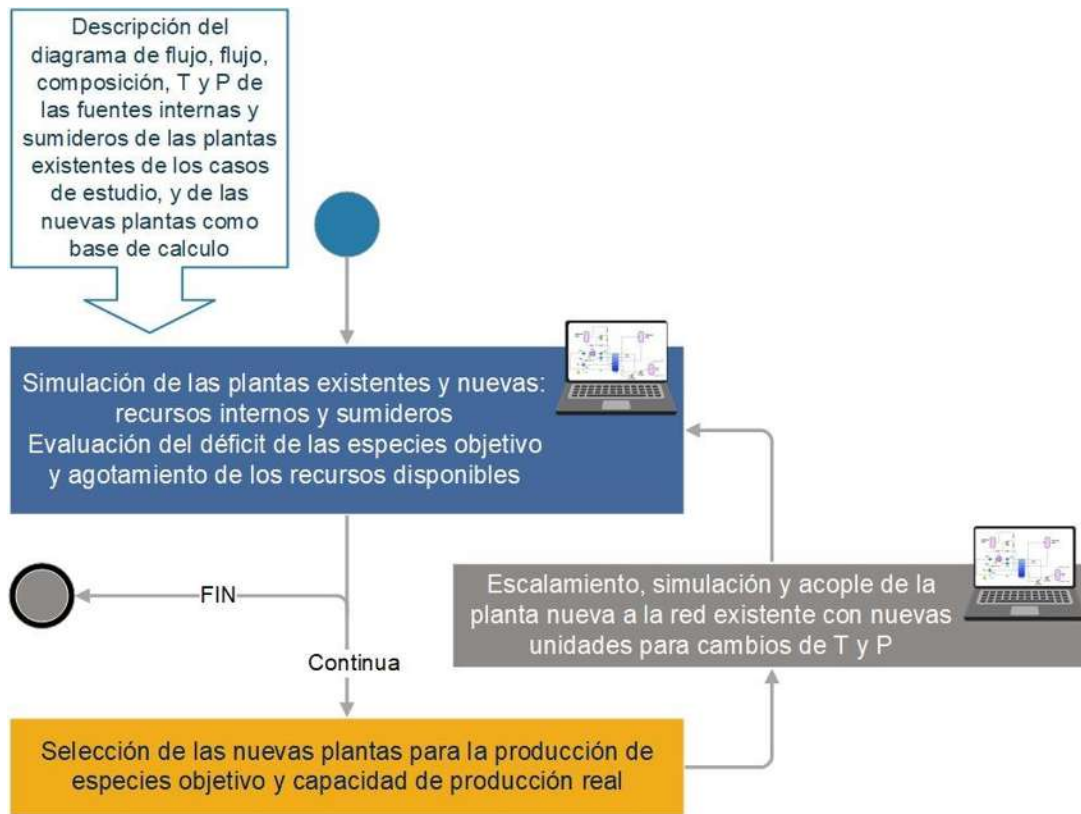 Descripción del
diagrama de flujo, flujo,
composición, T y P de
las fuentes internas y
sumideros de las plantas
existentes de los casos
de estudio, y de las
nuevas plantas como
base de calculo
Simulación de las plantas existentes y nuevas:
recursos internos y sumideros
Evaluación del déficit de las especies objetivo
y agotamiento de los recursos disponibles
FIN
Escalamiento, simulación y acople de la
planta nueva a la red existente con nuevas
unidades para cambios de T y P
Continua
Selección de las nuevas plantas para la producción de
especies objetivo y capacidad de producción real